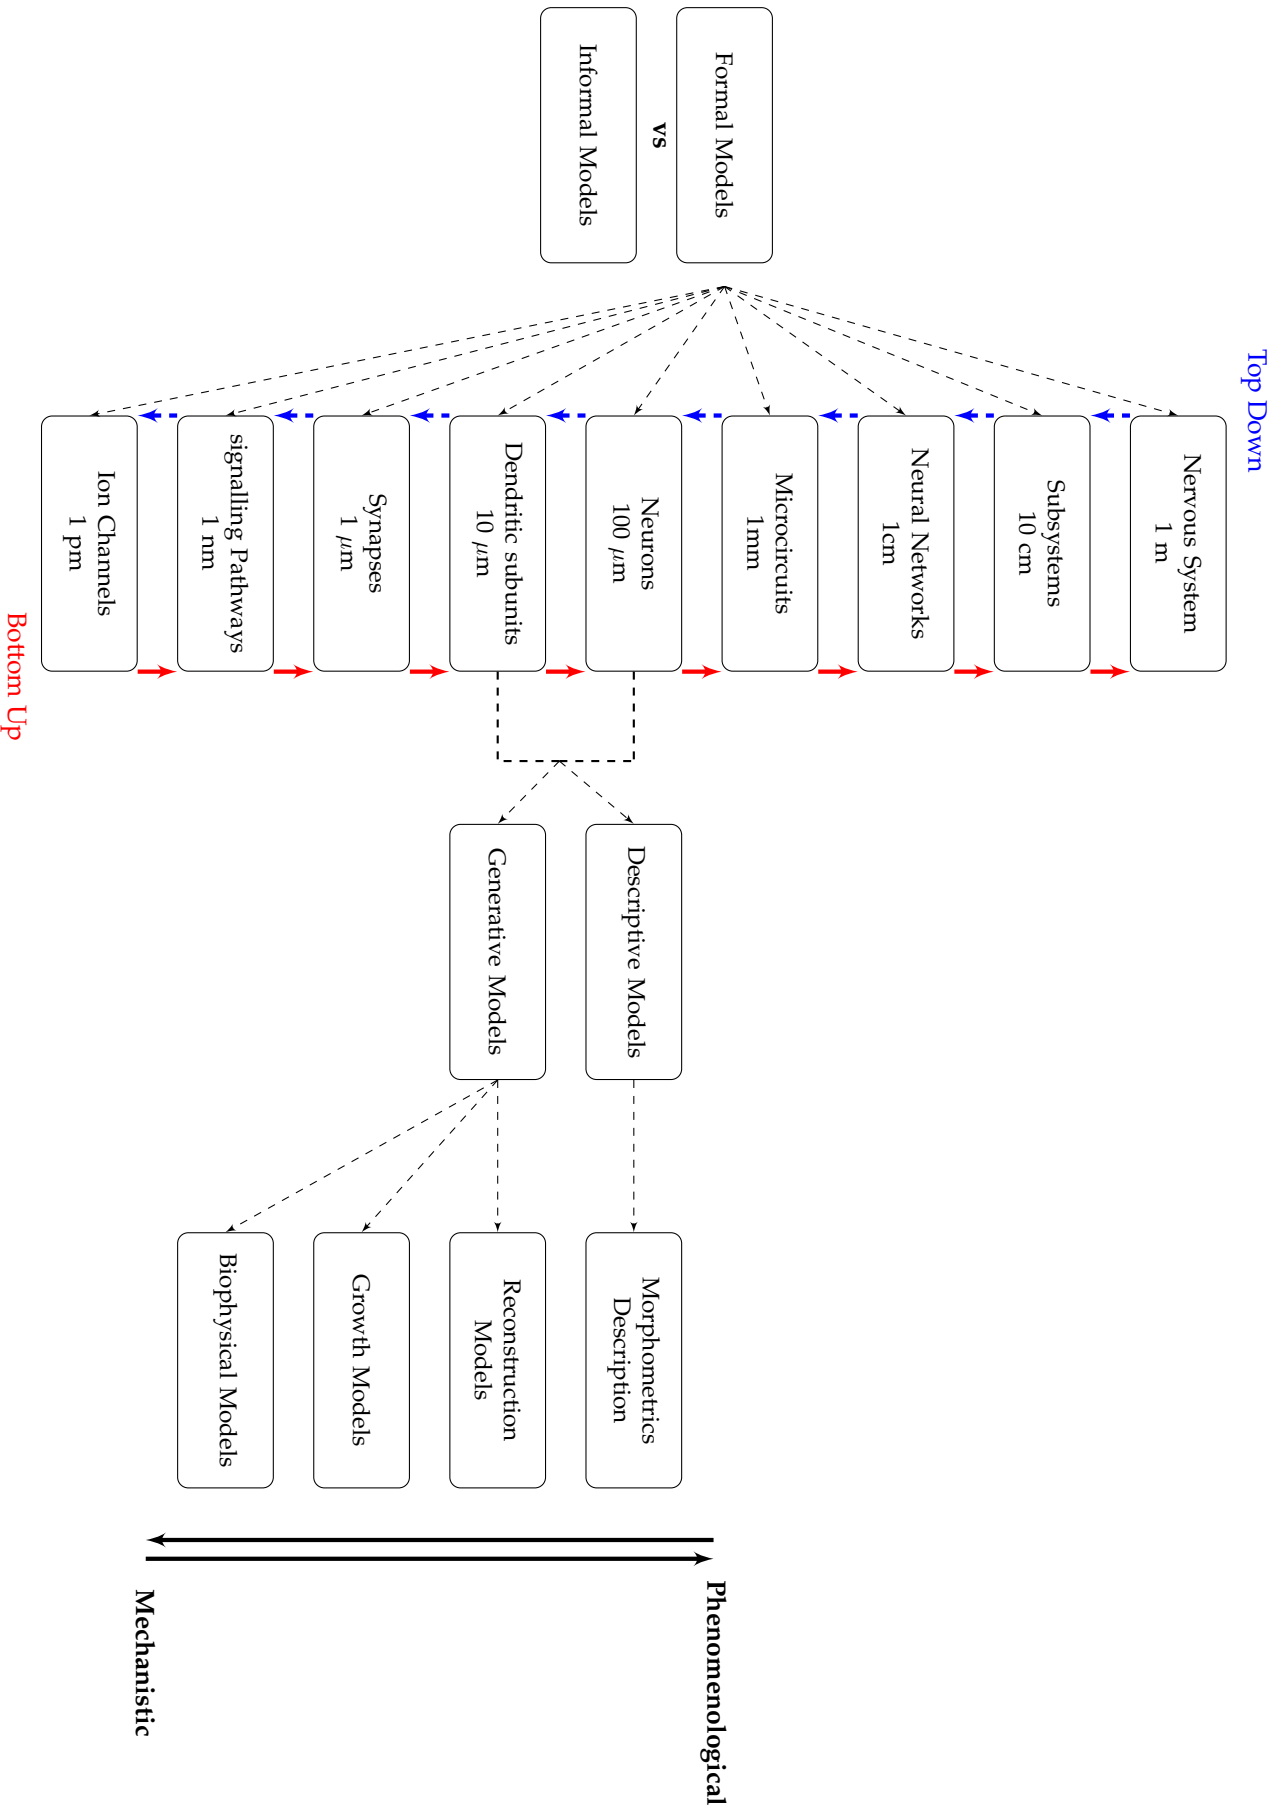 Formal Models
vs
Informal Models
Top Down
Nervous System
1 m
Subsystems
10 cm
Neural Networks
1cm
Microcircuits
1mm
Neurons
100 μm
Dendritic subunits
10 μm
Synapses
1 μm
signalling Pathways
1 nm
Ion Channels
1 pm
Bottom Up
Descriptive Models
Generative Models
Morphometrics
Description
Reconstruction
Models
Growth Models
Biophysical Models
Phenomenological
Mechanistic